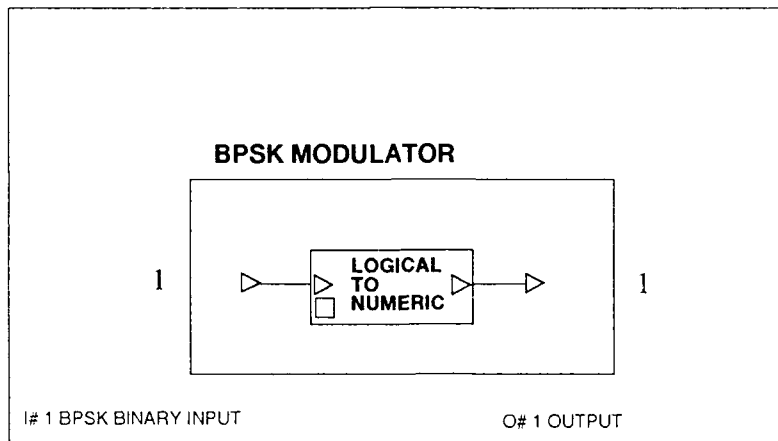 BPSK MODULATOR
1
LOGICAL
TO
NUMERIC
1
I# 1 BPSK BINARY INPUT
O# 1 OUTPUT